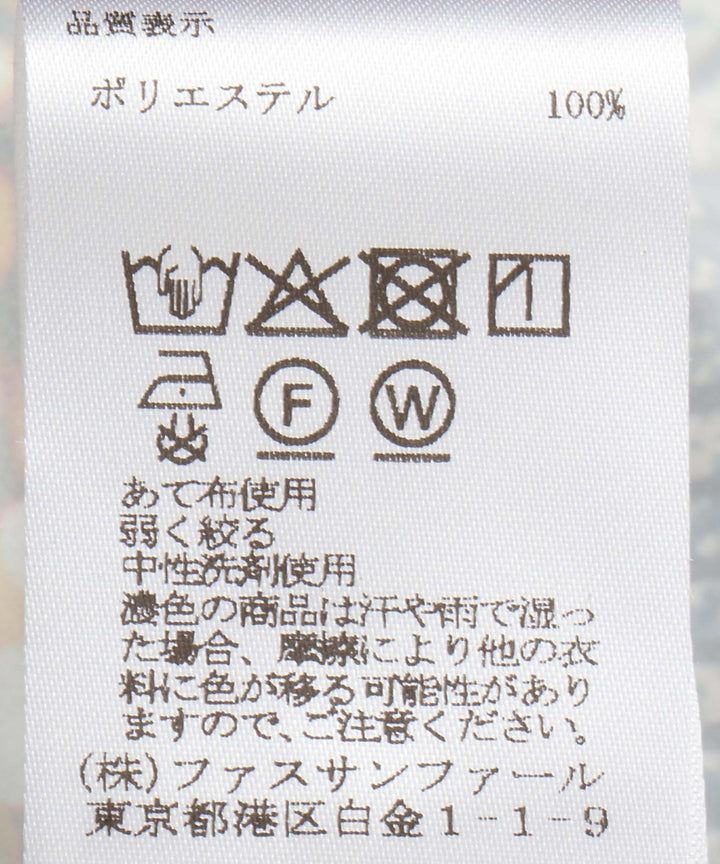 品質表示
ポリエステル 100%
F W
あて布使用
弱く絞る
中性洗剤使用
濃色の商品は汗や雨で湿っ
た場合、摩擦により他の衣
料に色が移る可能性があり
ますので、ご注意ください。
(株)ファスサンファール
東京都港区白金1-1-9